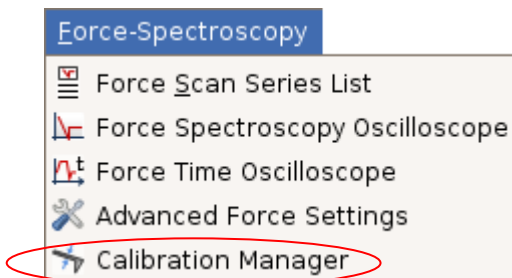 Force-Spectroscopy
Force Scan Series List
Force Spectroscopy Oscilloscope
Force Time Oscilloscope
Advanced Force Settings
Calibration Manager